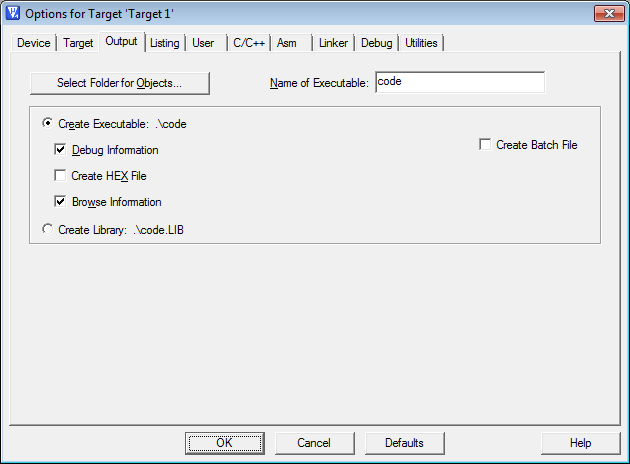 Options for Target 'Target 1'
Device Target Output Listing User C/C++ Asm Linker Debug Utilities
Select Folder for Objects... Name of Executable: code
Create Executable: .\code
Debug Information Create Batch File
Create HEX File
Browse Information
Create Library: .\code.LIB
OK Cancel Defaults Help